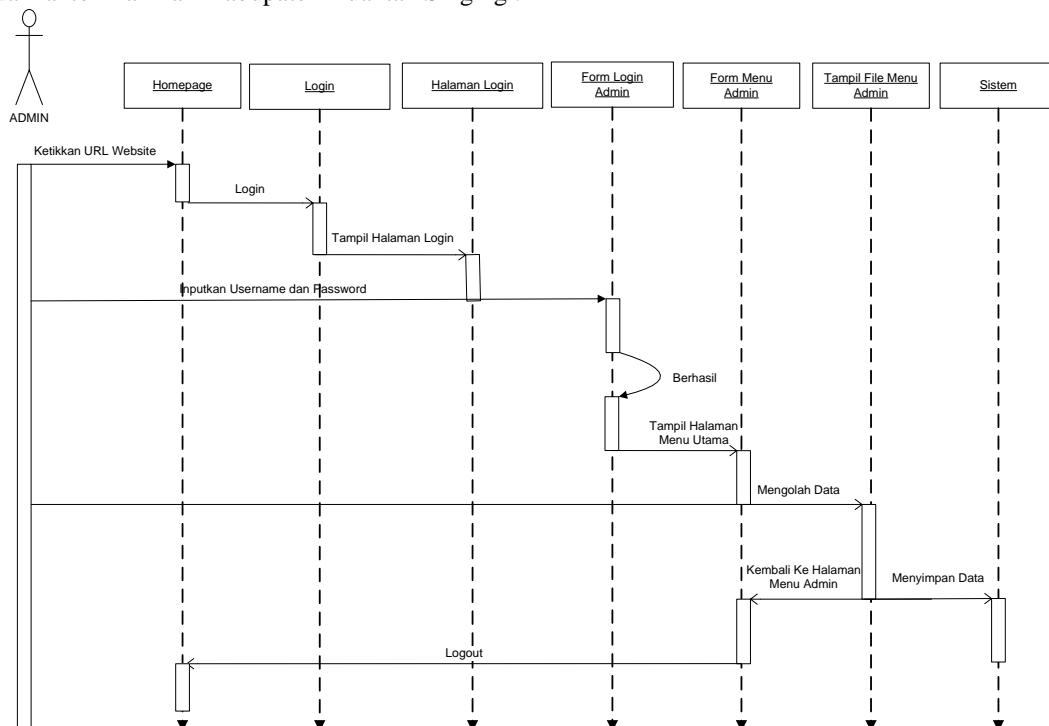 Homepage
Login
Halaman Login
Form Login
Admin
Form Menu
Admin
Tampil File Menu
Admin
Sistem
ADMIN
Ketikkan URL Website
Login
Tampil Halaman Login
Inputkan Username dan Password
Berhasil
Tampil Halaman
Menu Utama
Mengolah Data
Kembali Ke Halaman
Menu Admin
Menyimpan Data
Logout